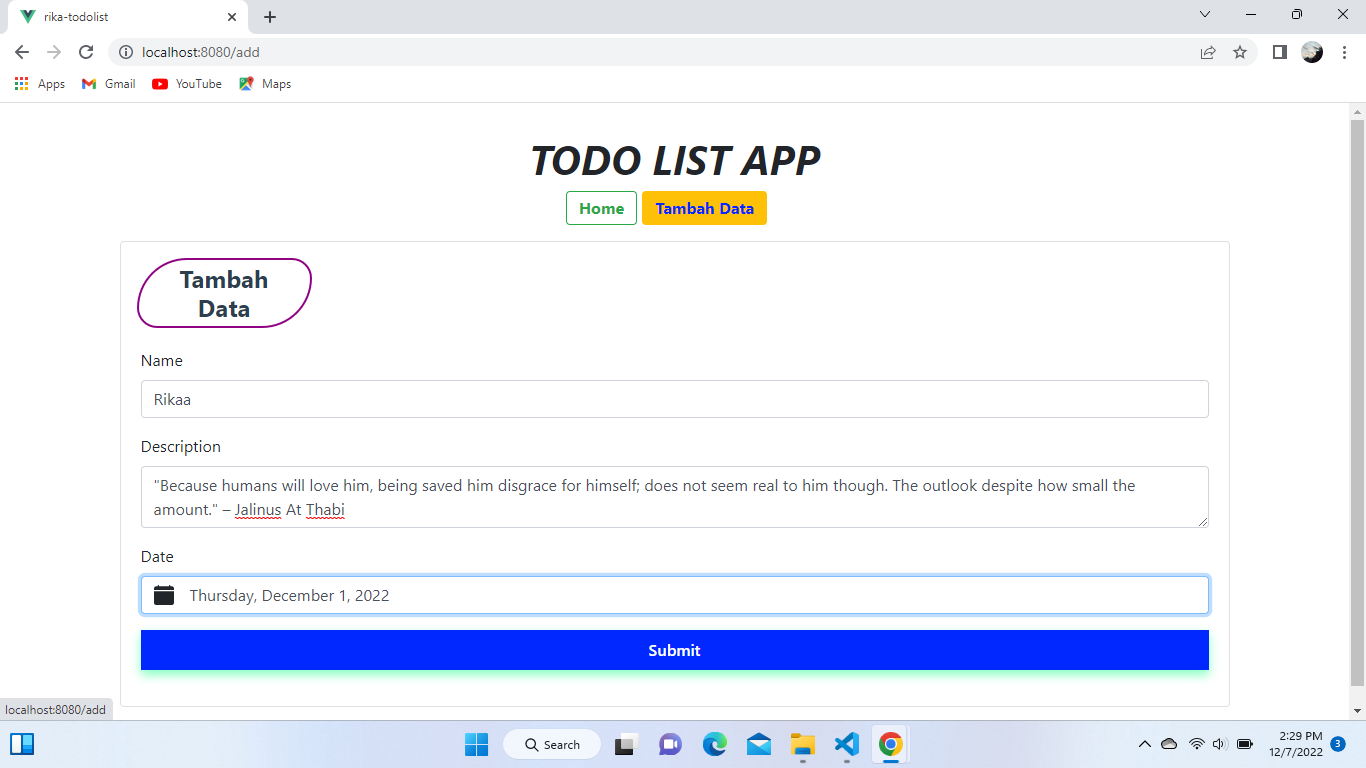 rika-todolist
localhost:8080/add
Apps Gmail YouTube Maps
TODO LIST APP
Home Tambah Data
Tambah
Data
Name
Rikaa
Description
"Because humans will love him, being saved him disgrace for himself; does not seem real to him though. The outlook despite how small the
amount." – Jalinus At Thabi
Date
Thursday, December 1, 2022
Submit
localhost:8080/add
Search
2:29 PM
12/7/2022
3